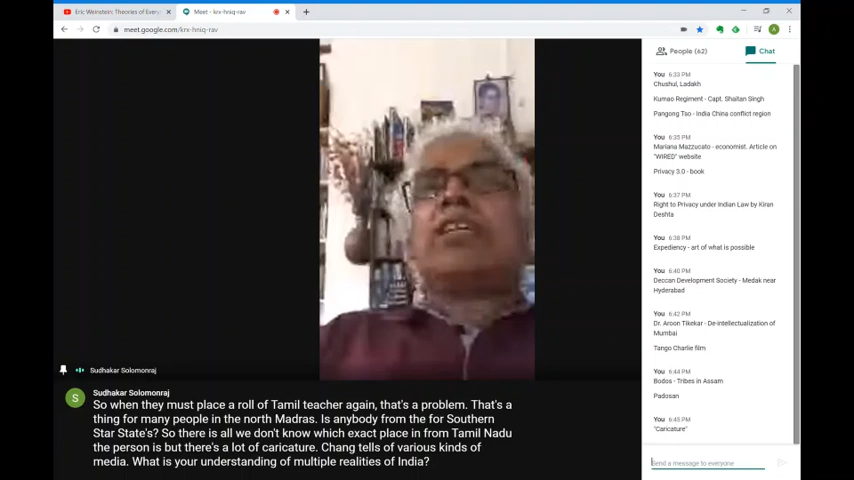 Eric Weinstein: Theories of Every
Meet - krx-hniq-rav
meet.google.com/krx-hniq-rav
People (62)
Chat
You 6:33 PM
Chushul, Ladakh
Kumao Regiment - Capt. Shaitan Singh
Pangong Tao - India China conflict region
You 6:35 PM
Mariana Mazzucato - economist. Article on
"WIRED" website
Privacy 3.0 - book
You 6:37 PM
Right to Privacy under Indian Law by Kiran
Deshta
You 6:38 PM
Expediency - art of what is possible
You 6:40 PM
Deccan Development Society - Medak near
Hyderabad
You 6:42 PM
Dr. Aroon Tikekar - De-intellectualization of
Mumbai
Tango Charlie film
You 6:44 PM
Bodos - Tribes in Assam
Padosan
You 6:45 PM
"Caricature"
Send a message to everyone
Sudhakar Solomonraj
S
Sudhakar Solomonraj
So when they must place a roll of Tamil teacher again, that's a problem. That's a
thing for many people in the north Madras. Is anybody from the for Southern
Star State's? So there is all we don't know which exact place in from Tamil Nadu
the person is but there's a lot of caricature. Chang tells of various kinds of
media. What is your understanding of multiple realities of India?